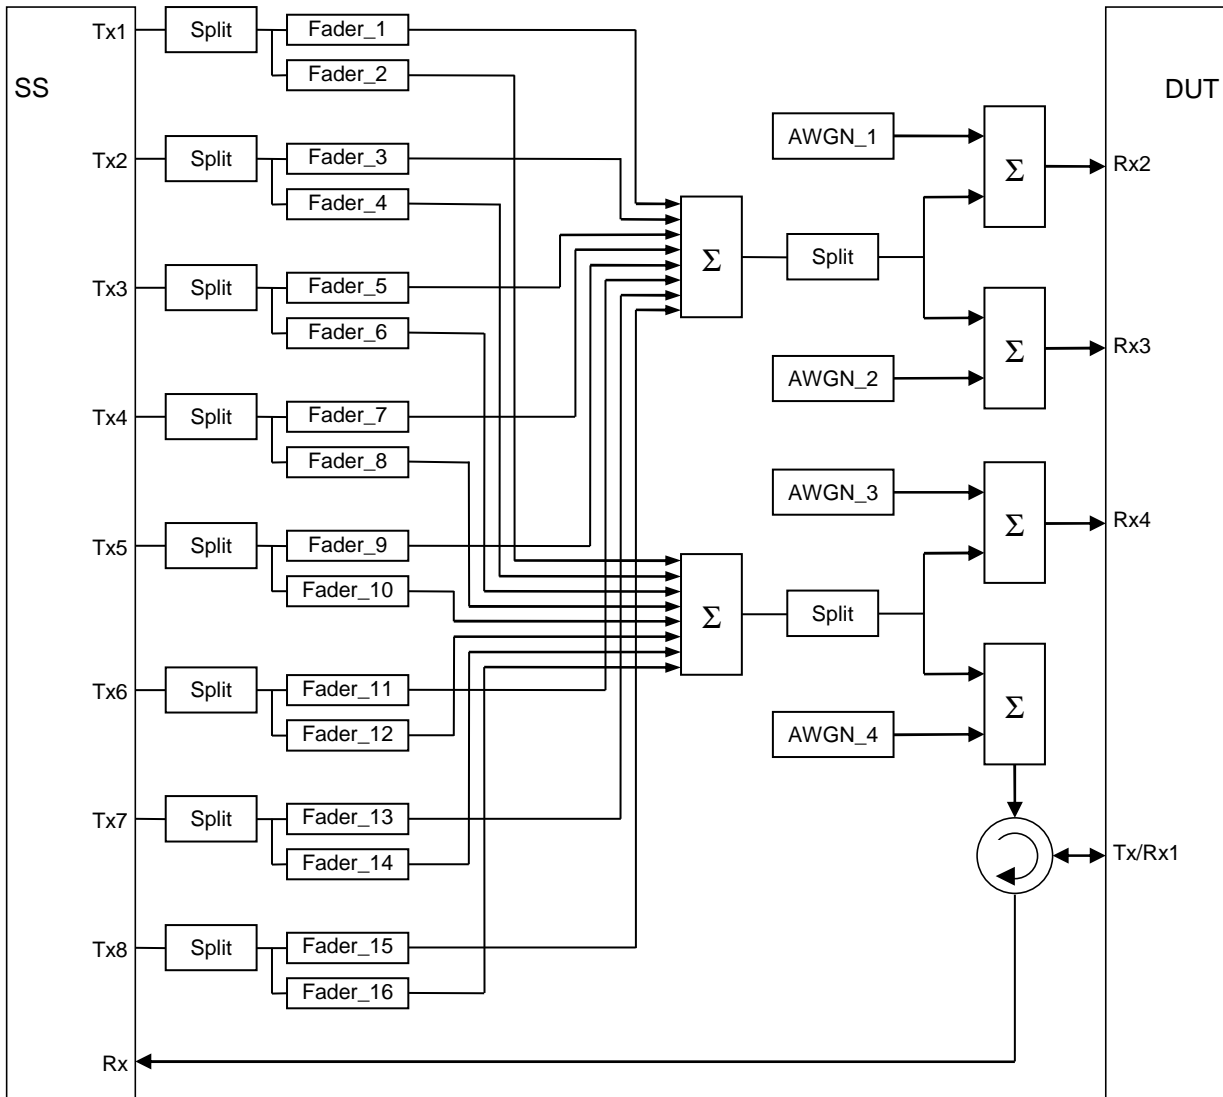 SS
DUT
Tx1
Split
Fader_1
Fader_2
Tx2
Split
Fader_3
Fader_4
Tx3
Split
Fader_5
Fader_6
Tx4
Split
Fader_7
Fader_8
Tx5
Split
Fader_9
Fader_10
Tx6
Split
Fader_11
Fader_12
Tx7
Split
Fader_13
Fader_14
Tx8
Split
Fader_15
Fader_16
Rx
Σ
Split
Σ
Split
AWGN_1
Σ
Rx2
AWGN_2
Σ
Rx3
AWGN_3
Σ
Rx4
AWGN_4
Σ
Tx/Rx1